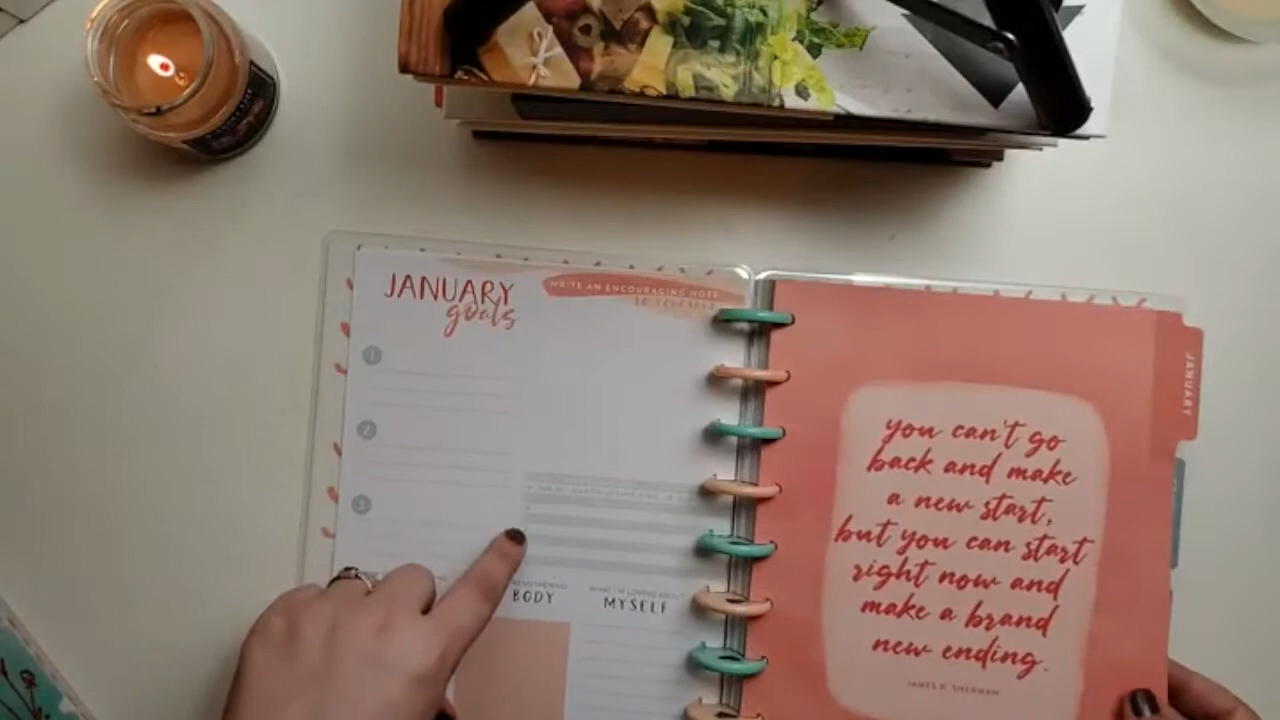 JANUARY
goals
WRITE AN ENCOURAGING NOTE
TO YOURSELF
1
2
3
BODY
WHAT I'M LOVING ABOUT
MYSELF
JANUARY
you can't go
back and make
a new start,
but you can start
right now and
make a brand
new ending.
JAMES R. SHERMAN